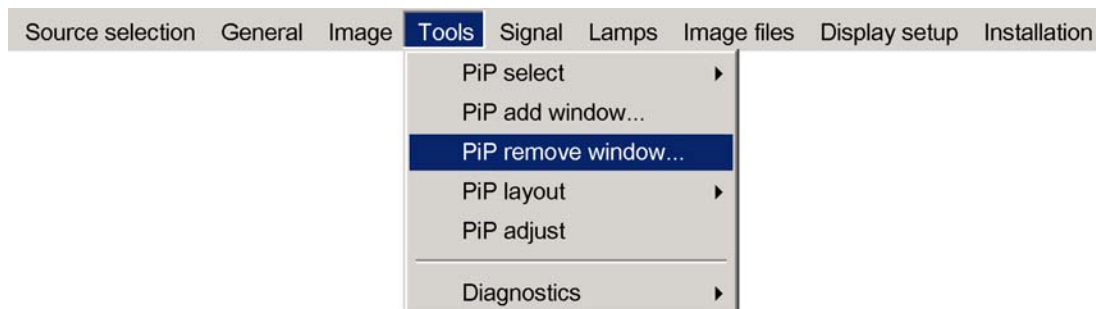 Source selection General Image Tools Signal Lamps Image files Display setup Installation
PiP select
PiP add window...
PiP remove window...
PiP layout
PiP adjust
Diagnostics